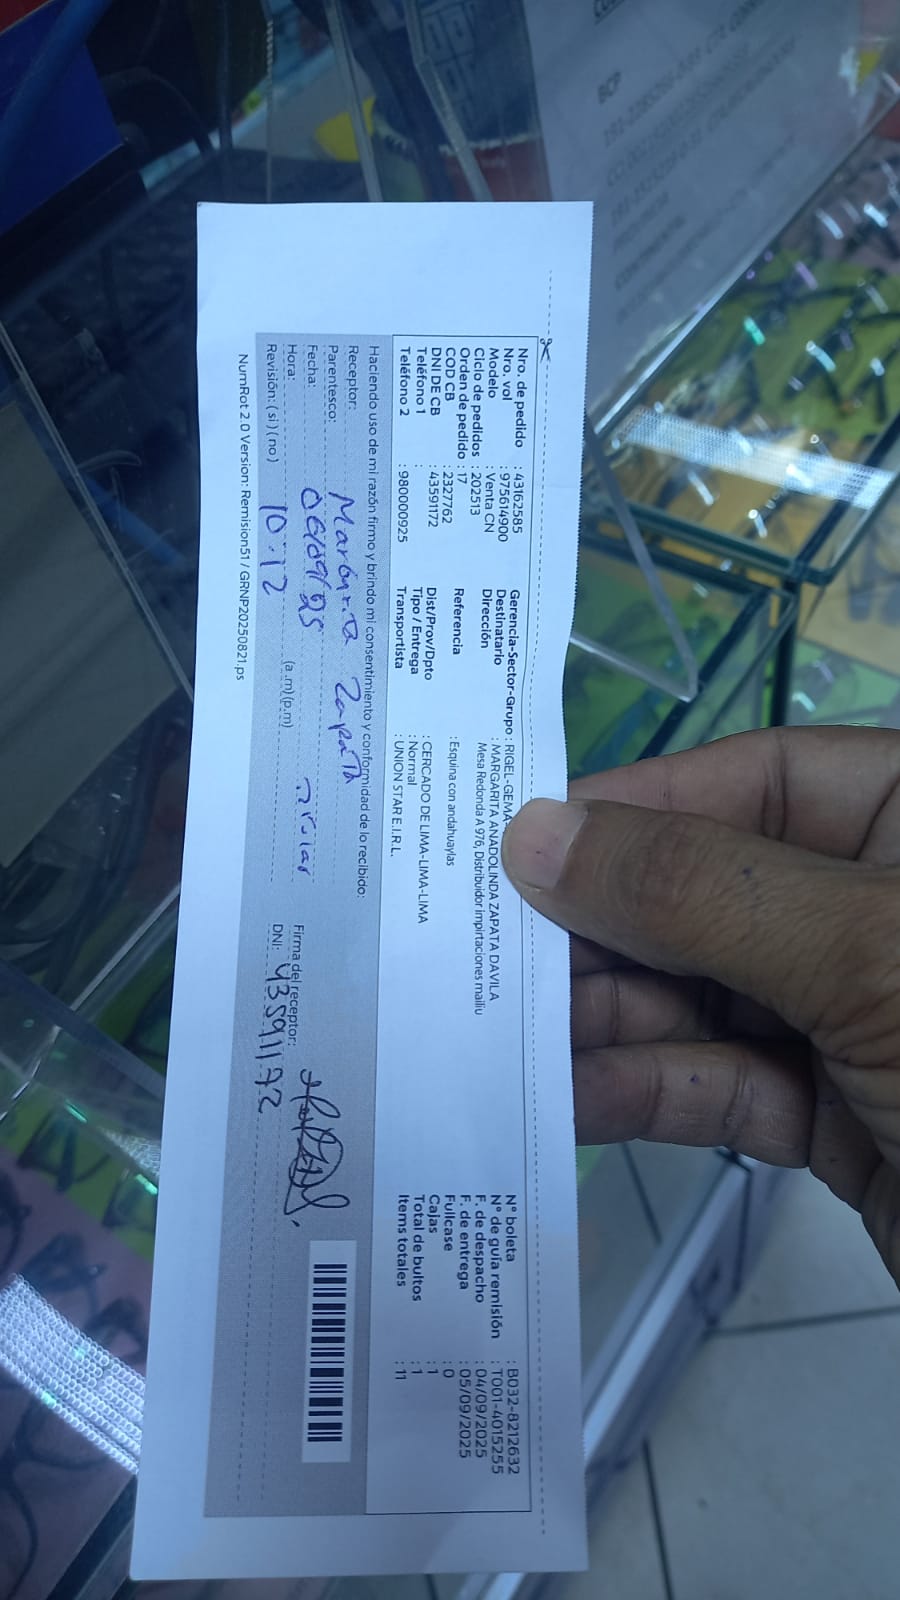 Nro. de pedido : 43162585
Nro. vol : 975614900
Modelo : Venta CN
Ciclo de pedidos : 202513
Orden de pedido : 17
COD CB : 2327762
DNI DE CB : 43591172
Teléfono 1 :
Teléfono 2 : 980000925
Gerencia-Sector-Grupo : RIGEL-GEMA-
Destinatario : MARGARITA ANADOLINDA ZAPATA DAVILA
Dirección : Mesa Redonda A 976, Distribuidor impirtaciones mailiu
Referencia : Esquina con andahuaylas
Dist/Prov/Dpto : CERCADO DE LIMA-LIMA-LIMA
Tipo / Entrega : Normal
Transportista : UNION STAR E.I.R.L.
N° boleta : B032-8212632
N° de guía remisión : T001-4015255
F. de despacho : 04/09/2025
F. de entrega : 05/09/2025
Fullcase : 0
Cajas : 1
Total de bultos : 1
Items totales : 11
Haciendo uso de mi razón firmo y brindo mi consentimiento y conformidad de lo recibido:
Receptor: Zapata
Parentesco:
Fecha:
Hora: 10:12 (a.m)(p.m)
Revisión: (si) (no)
Firma del receptor:
DNI: 43591172
NumRot 2.0 Version: Remision51 / GRNP20250821.ps
BCP